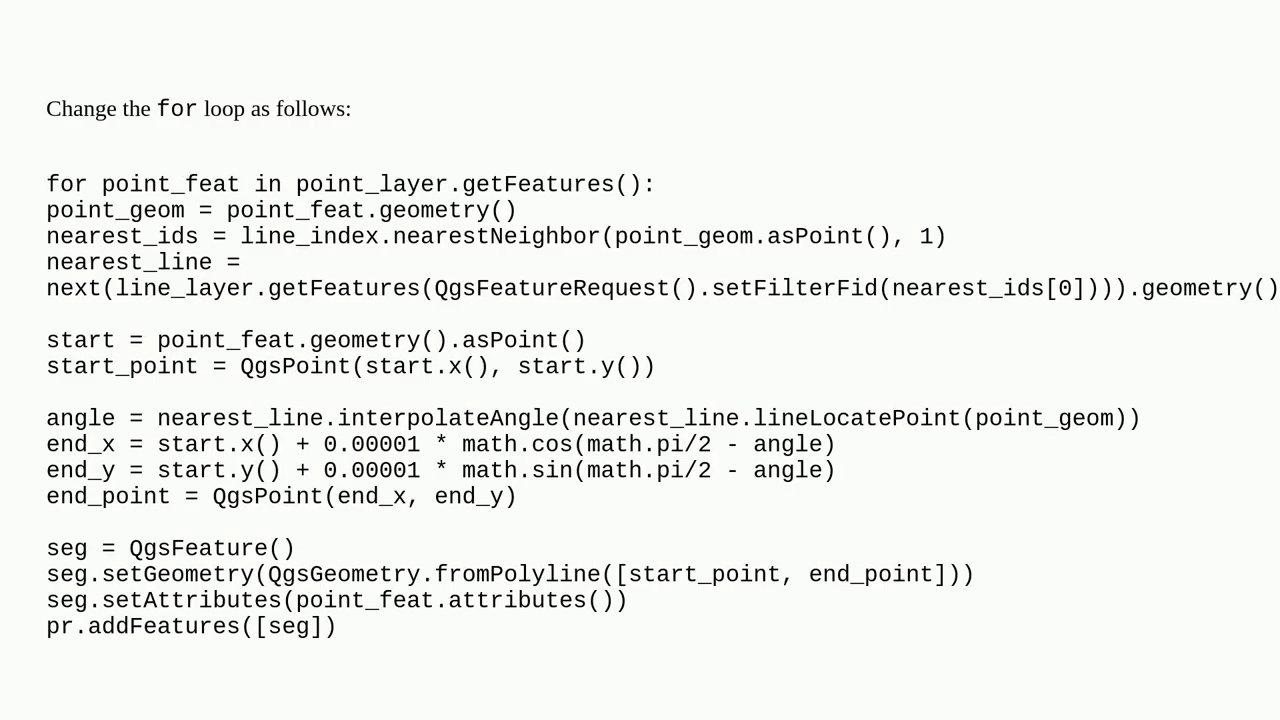 Change the for loop as follows:
for point_feat in point_layer.getFeatures():
point_geom = point_feat.geometry()
nearest_ids = line_index.nearestNeighbor(point_geom.asPoint(), 1)
nearest_line =
next(line_layer.getFeatures(QgsFeatureRequest().setFilterFid(nearest_ids[0]))).geometry()
start = point_feat.geometry().asPoint()
start_point = QgsPoint(start.x(), start.y())
angle = nearest_line.interpolateAngle(nearest_line.lineLocatePoint(point_geom))
end_x = start.x() + 0.00001 * math.cos(math.pi/2 - angle)
end_y = start.y() + 0.00001 * math.sin(math.pi/2 - angle)
end_point = QgsPoint(end_x, end_y)
seg = QgsFeature()
seg.setGeometry(QgsGeometry.fromPolyline([start_point, end_point]))
seg.setAttributes(point_feat.attributes())
pr.addFeatures([seg])